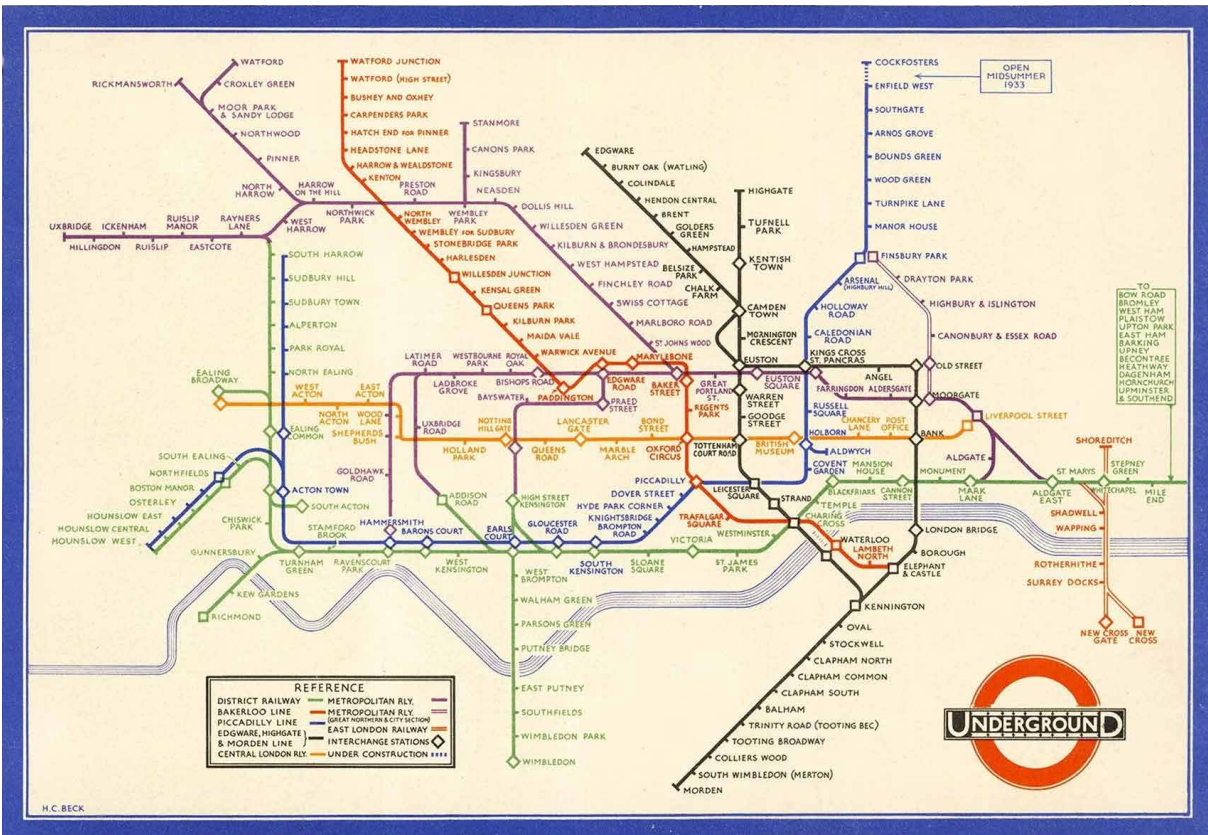 WATFORD
RICKMANSWORTH
CROXLEY GREEN
MOOR PARK
& SANDY LODGE
NORTHWOOD
PINNER
NORTH
HARROW
HARROW
ON THE HILL
NORTHWICK
PARK
PRESTON
ROAD
WEMBLEY
PARK
STANMORE
CANONS PARK
KINGSBURY
NEASDEN
DOLLIS HILL
WILLESDEN GREEN
KILBURN & BRONDESBURY
WEST HAMPSTEAD
FINCHLEY ROAD
SWISS COTTAGE
MARLBORO ROAD
ST. JOHNS WOOD
UXBRIDGE
ICKENHAM
RUISLIP
MANOR
RAYNERS
LANE
WEST
HARROW
HILLINGDON
RUISLIP
EASTCOTE
WATFORD JUNCTION
WATFORD (HIGH STREET)
BUSHEY AND OXHEY
CARPENDERS PARK
HATCH END FOR PINNER
HEADSTONE LANE
HARROW & WEALDSTONE
KENTON
NORTH
WEMBLEY
WEMBLEY FOR SUDBURY
STONEBRIDGE PARK
HARLESDEN
WILLESDEN JUNCTION
KENSAL GREEN
QUEENS PARK
KILBURN PARK
MAIDA VALE
WARWICK AVENUE
MARYLEBONE
PADDINGTON
EDGWARE
ROAD
BAKER
STREET
REGENTS
PARK
OXFORD
CIRCUS
PICCADILLY
TRAFALGAR
SQUARE
STRAND
CHARING
CROSS
WATERLOO
LAMBETH
NORTH
ELEPHANT
& CASTLE
EDGWARE
BURNT OAK (WATLING)
COLINDALE
HENDON CENTRAL
BRENT
GOLDERS
GREEN
HAMPSTEAD
BELSIZE
PARK
CHALK
FARM
HIGHGATE
TUFNELL
PARK
KENTISH
TOWN
CAMDEN
TOWN
MORNINGTON
CRESCENT
EUSTON
KINGS CROSS
ST. PANCRAS
ANGEL
OLD STREET
MOORGATE
BANK
LONDON BRIDGE
BOROUGH
WARREN
STREET
GOODGE
STREET
TOTTENHAM
COURT ROAD
LEICESTER
SQUARE
KENNINGTON
OVAL
STOCKWELL
CLAPHAM NORTH
CLAPHAM COMMON
CLAPHAM SOUTH
BALHAM
TRINITY ROAD (TOOTING BEC)
TOOTING BROADWAY
COLLIERS WOOD
SOUTH WIMBLEDON (MERTON)
MORDEN
COCKFOSTERS
OPEN
MIDSUMMER
1933
ENFIELD WEST
SOUTHGATE
ARNOS GROVE
BOUNDS GREEN
WOOD GREEN
TURNPIKE LANE
MANOR HOUSE
FINSBURY PARK
ARSENAL
(HIGHBURY HILL)
HOLLOWAY
ROAD
CALEDONIAN
ROAD
DRAYTON PARK
HIGHBURY & ISLINGTON
CANONBURY & ESSEX ROAD
RUSSELL
SQUARE
HOLBORN
ALDWYCH
COVENT
GARDEN
DOVER STREET
HYDE PARK CORNER
KNIGHTSBRIDGE
BROMPTON
ROAD
SOUTH
KENSINGTON
GLOUCESTER
ROAD
EARLS
COURT
BARONS COURT
HAMMERSMITH
SOUTH HARROW
SUDBURY HILL
SUDBURY TOWN
ALPERTON
PARK ROYAL
NORTH EALING
EALING
BROADWAY
EALING
COMMON
SOUTH EALING
NORTHFIELDS
BOSTON MANOR
OSTERLEY
HOUNSLOW EAST
HOUNSLOW CENTRAL
HOUNSLOW WEST
ACTON TOWN
SOUTH ACTON
CHISWICK
PARK
GUNNERSBURY
KEW GARDENS
RICHMOND
TURNHAM
GREEN
STAMFORD
BROOK
RAVENSCOURT
PARK
WEST
KENSINGTON
WEST
ACTON
EAST
ACTON
NORTH
ACTON
WOOD
LANE
SHEPHERDS
BUSH
HOLLAND
PARK
NOTTING
HILL GATE
QUEENS
ROAD
LANCASTER
GATE
MARBLE
ARCH
BOND
STREET
BRITISH
MUSEUM
CHANCERY
LANE
POST
OFFICE
LIVERPOOL STREET
LATIMER
ROAD
LADBROKE
GROVE
WESTBOURNE
PARK
ROYAL
OAK
BISHOPS ROAD
BAYSWATER
PRAED
STREET
UXBRIDGE
ROAD
GOLDHAWK
ROAD
ADDISON
ROAD
HIGH STREET
KENSINGTON
GREAT
PORTLAND
ST.
EUSTON
SQUARE
FARRINGDON
ALDERSGATE
ALDGATE
ALDGATE
EAST
SLOANE
SQUARE
VICTORIA
ST. JAMES
PARK
WESTMINSTER
TEMPLE
BLACKFRIARS
MANSION
HOUSE
CANNON
STREET
MONUMENT
MARK
LANE
ST. MARYS
WHITECHAPEL
STEPNEY
GREEN
MILE
END
TO
BOW ROAD
BROMLEY
WEST HAM
PLAISTOW
UPTON PARK
EAST HAM
BARKING
UPNEY
BECONTREE
HEATHWAY
DAGENHAM
HORNCHURCH
UPMINSTER
& SOUTHEND
SHOREDITCH
SHADWELL
WAPPING
ROTHERHITHE
SURREY DOCKS
NEW CROSS
GATE
NEW
CROSS
WEST
BROMPTON
WALHAM GREEN
PARSONS GREEN
PUTNEY BRIDGE
EAST PUTNEY
SOUTHFIELDS
WIMBLEDON PARK
WIMBLEDON
REFERENCE
DISTRICT RAILWAY
BAKERLOO LINE
PICCADILLY LINE
EDGWARE, HIGHGATE
& MORDEN LINE
CENTRAL LONDON RLY.
METROPOLITAN RLY.
METROPOLITAN RLY.
(GREAT NORTHERN & CITY SECTION)
EAST LONDON RAILWAY
INTERCHANGE STATIONS
UNDER CONSTRUCTION
UNDERGROUND
H.C. BECK